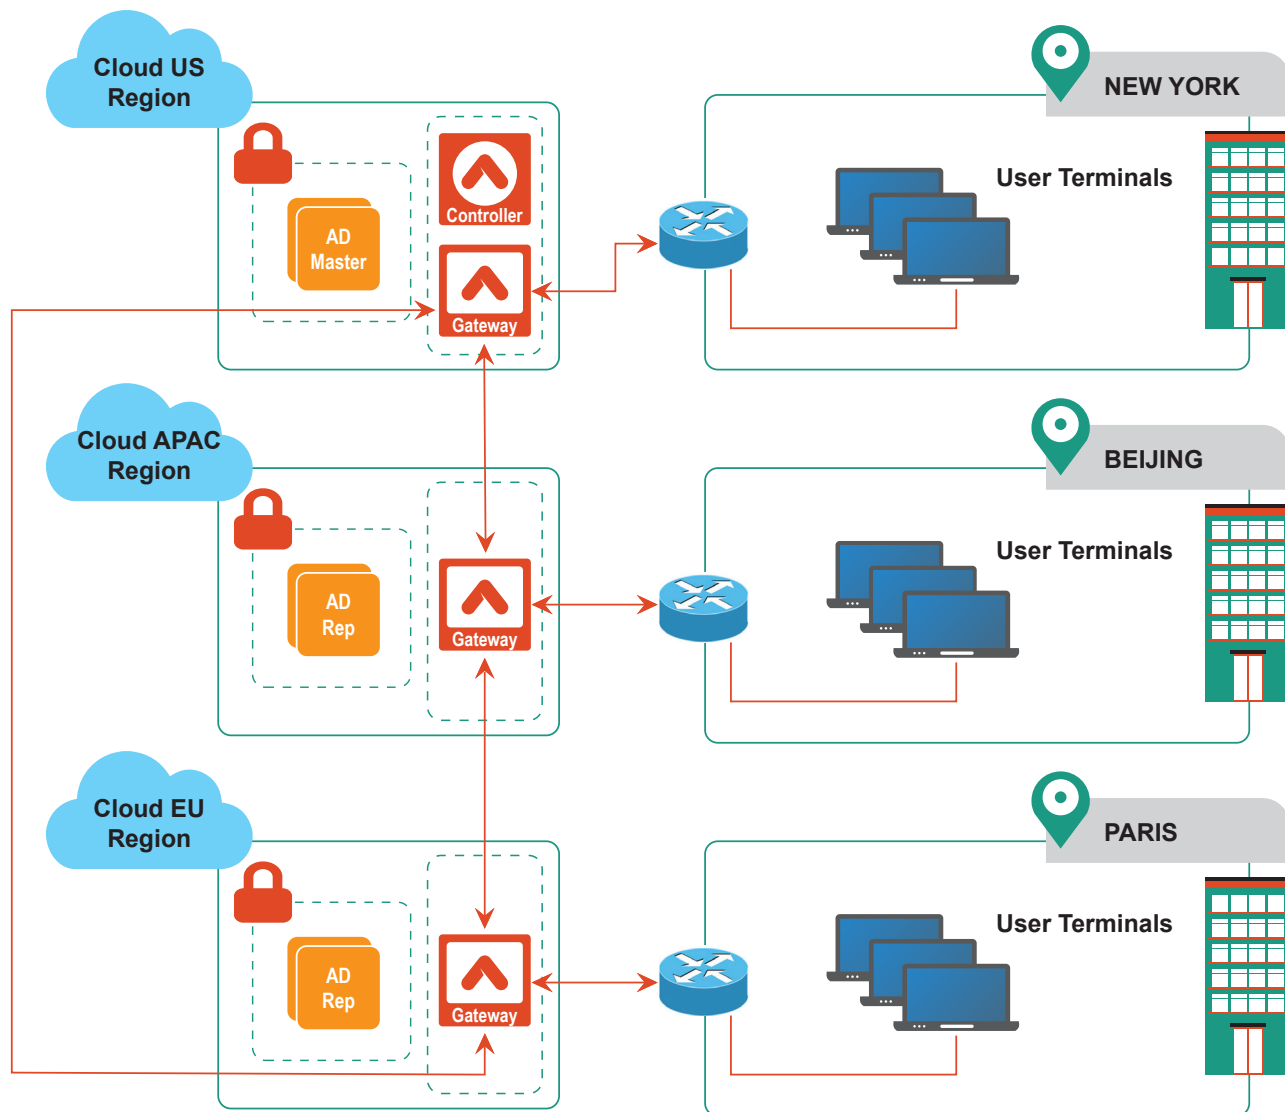 Cloud US
Region
NEW YORK
User Terminals
Controller
AD
Master
Gateway
Cloud APAC
Region
BEIJING
User Terminals
AD
Rep
Gateway
Cloud EU
Region
PARIS
User Terminals
AD
Rep
Gateway